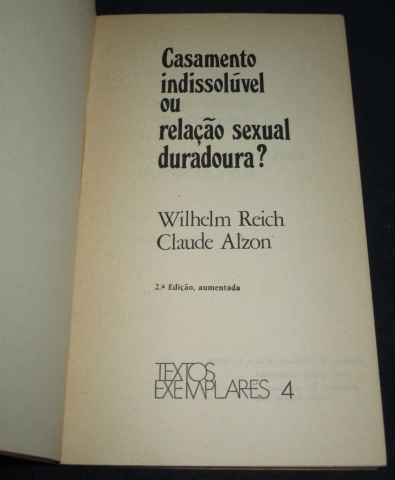 Casamento
indissolúvel
ou
relação sexual
duradoura?
Wilhelm Reich
Claude Alzon
2.ª Edição, aumentada
TEXTOS
EXEMPLARES 4